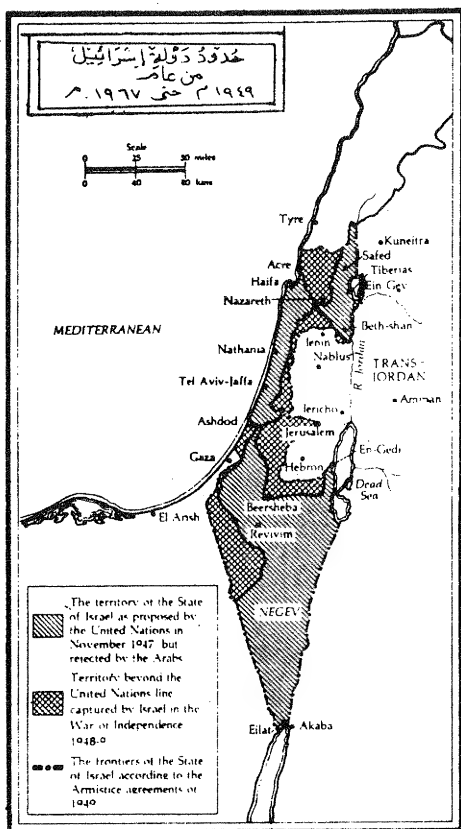 حُدودُ دَوْلَةِ إِسْرَائِيلَ
مِن عَامِ
١٩٤٩ م حَتَّى ١٩٦٧ م
Scale
0 25 50 miles
0 40 80 kms
Tyre
Kuneitra
Safed
Acre
Tiberias
Haifa
Ein Gev
Nazareth
MEDITERRANEAN
Beth-shan
Jenin
Nathania
Nablus
TRANS-
JORDAN
R. Jordan
Tel Aviv-Jaffa
Amman
Jericho
Ashdod
Jerusalem
En-Gedi
Gaza
Hebron
Dead
Sea
Beersheba
El Arish
Revivim
NEGEV
The territory of the State
of Israel as proposed by
the United Nations in
November 1947 but
rejected by the Arabs
Territory beyond the
United Nations line
captured by Israel in the
War of Independence
1948-9
The frontiers of the State
of Israel according to the
Armistice agreements of
1949
Eilat
Akaba